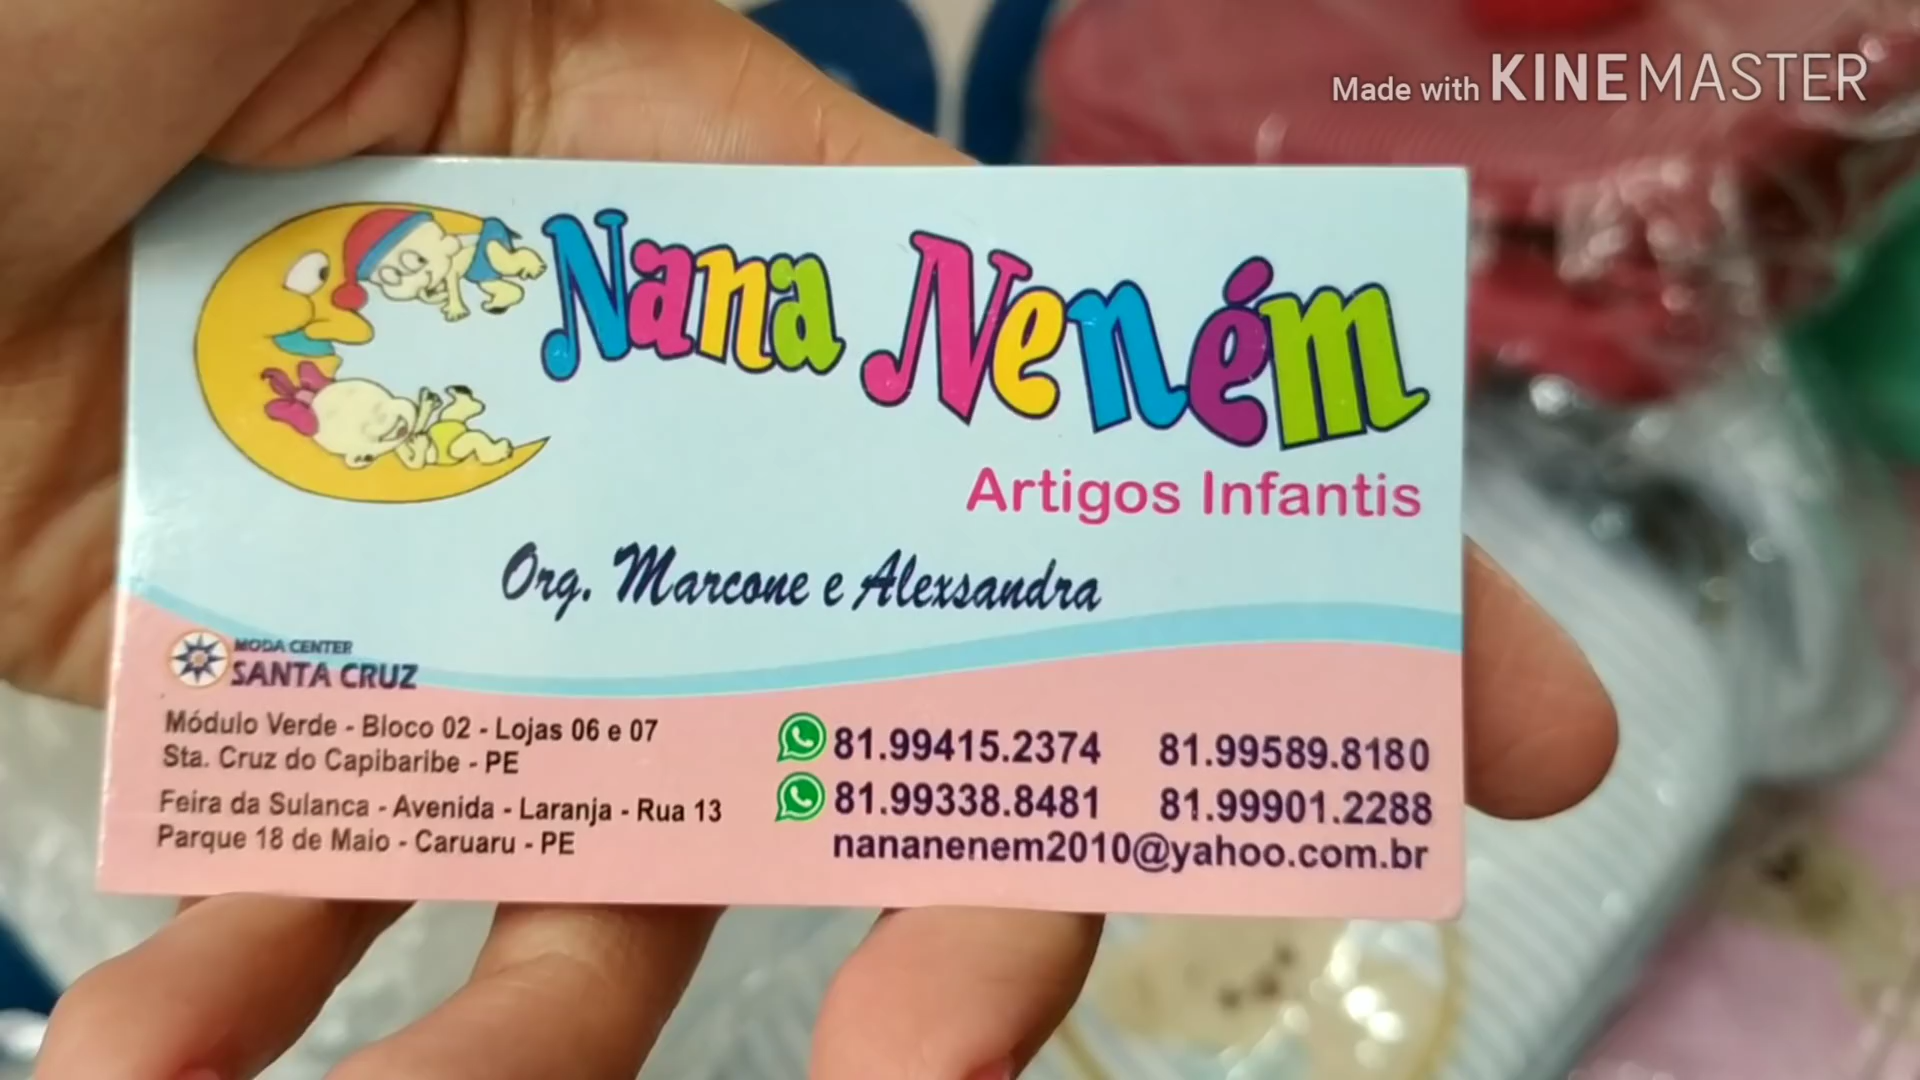 Made with KINEMASTER
Nana Neném
Artigos Infantis
Org. Marcone e Alexsandra
MODA CENTER
SANTA CRUZ
Módulo Verde - Bloco 02 - Lojas 06 e 07
Sta. Cruz do Capibaribe - PE
Feira da Sulanca - Avenida - Laranja - Rua 13
Parque 18 de Maio - Caruaru - PE
81.99415.2374 81.99589.8180
81.99338.8481 81.99901.2288
nananenem2010@yahoo.com.br